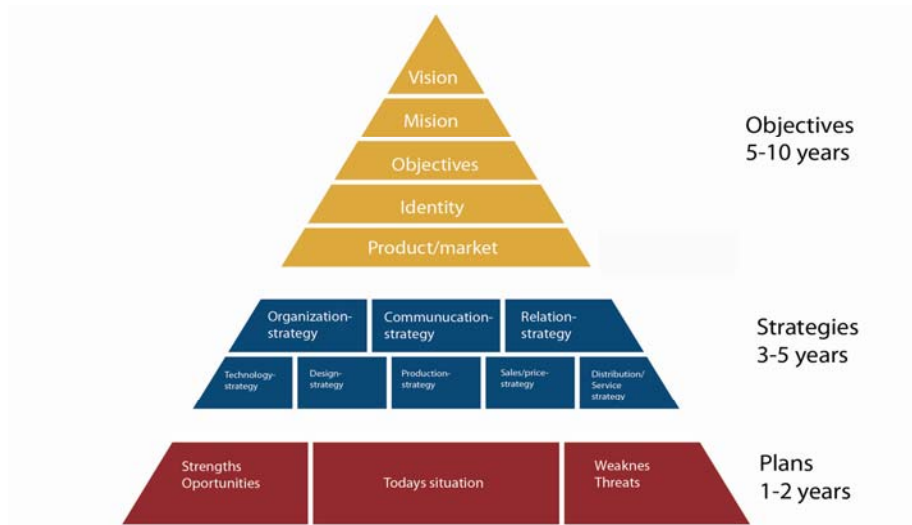 Vision
Mision
Objectives
Identity
Product/market
Objectives
5-10 years
Organization-
strategy
Communucation-
strategy
Relation-
strategy
Technology-
strategy
Design-
strategy
Production-
strategy
Sales/price-
strategy
Distribution/
Service
strategy
Strategies
3-5 years
Strengths
Oportunities
Todays situation
Weaknes
Threats
Plans
1-2 years